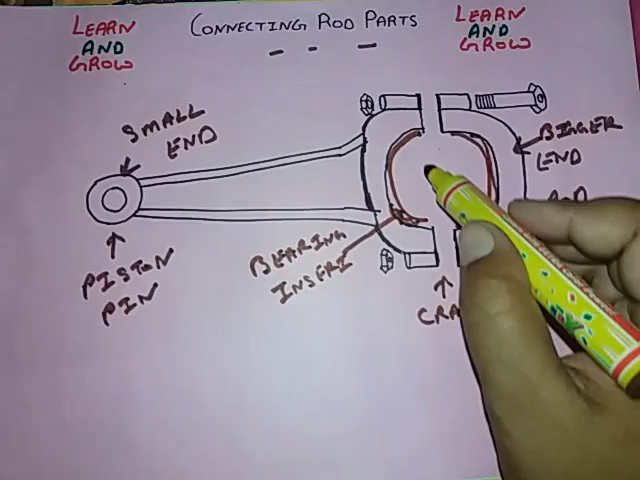 LEARN
AND
GROW
CONNECTING ROD PARTS
LEARN
AND
GROW
SMALL
END
BIGGER
END
PISTON
PIN
BEARING
INSERT